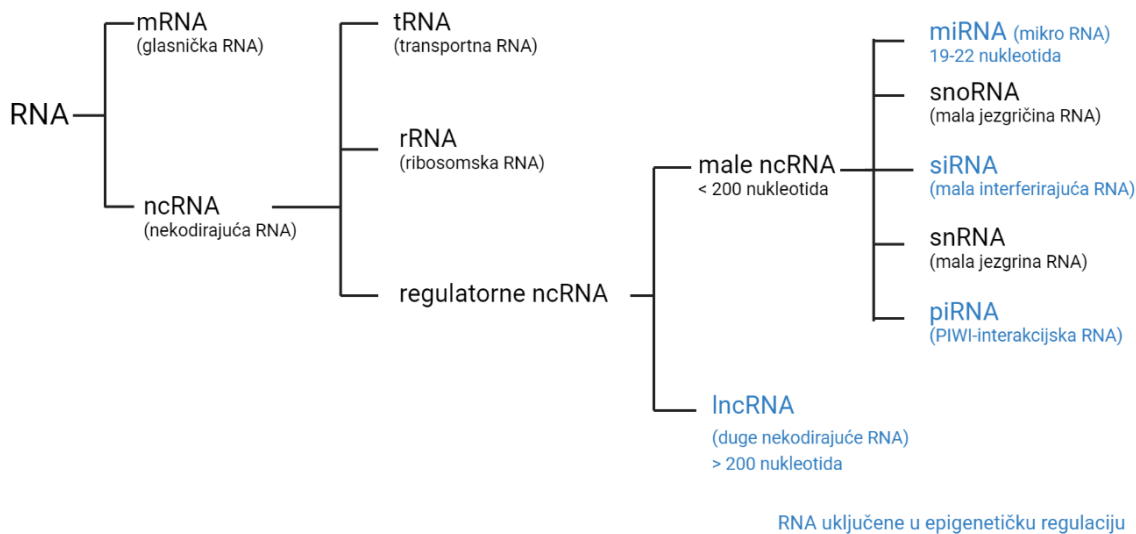 RNA
mRNA
(glasnička RNA)
ncRNA
(nekodirajuća RNA)
tRNA
(transportna RNA)
rRNA
(ribosomska RNA)
regulatorne ncRNA
male ncRNA
< 200 nukleotida
lncRNA
(duge nekodirajuće RNA)
> 200 nukleotida
miRNA (mikro RNA)
19-22 nukleotida
snoRNA
(mala jezgričina RNA)
siRNA
(mala interferirajuća RNA)
snRNA
(mala jezgrina RNA)
piRNA
(PIWI-interakcijska RNA)
RNA uključene u epigenetičku regulaciju